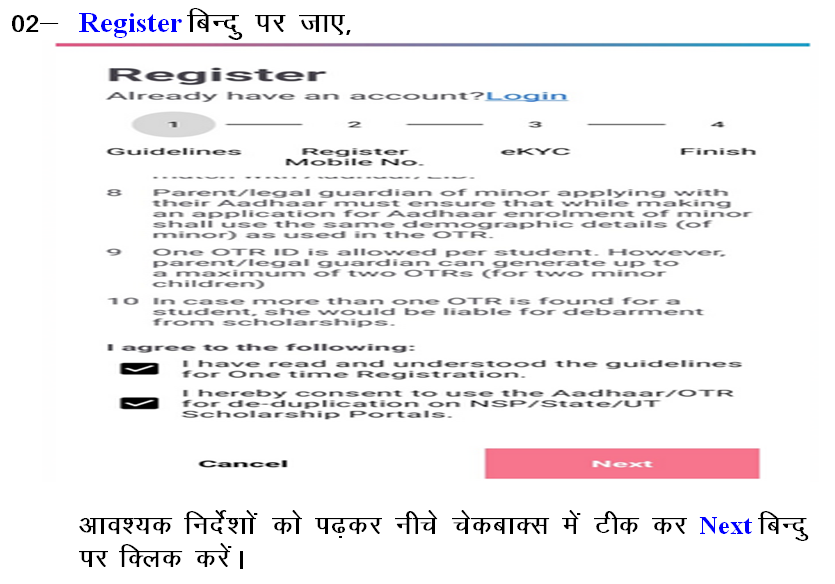 02– Register बिन्दु पर जाए,
Register
Already have an account?Login
1 2 3 4
Guidelines Register Mobile No. eKYC Finish
match with Aadhaar/EID.
8 Parent/legal guardian of minor applying with
their Aadhaar must ensure that while making
an application for Aadhaar enrolment of minor
shall use the same demographic details (of
minor) as used in the OTR.
9 One OTR ID is allowed per student. However,
parent/legal guardian can generate up to
a maximum of two OTRs (for two minor
children)
10 In case more than one OTR is found for a
student, she would be liable for debarment
from scholarships.
I agree to the following:
I have read and understood the guidelines
for One time Registration.
I hereby consent to use the Aadhaar/OTR
for de-duplication on NSP/State/UT
Scholarship Portals.
Cancel Next
आवश्यक निर्देशों को पढ़कर नीचे चेकबाक्स में टीक कर Next बिन्दु
पर क्लिक करें।